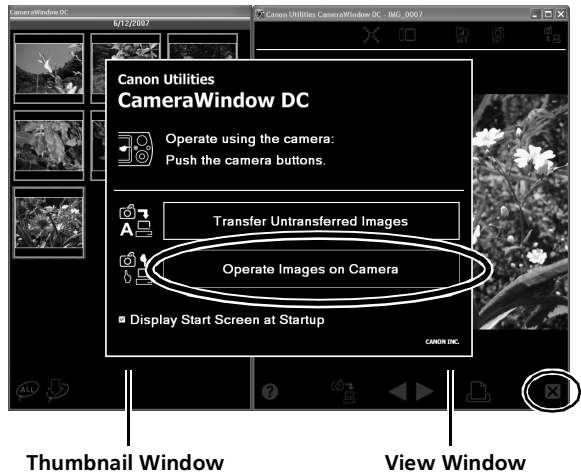 CameraWindow DC
Canon Utilities CameraWindow DC - IMG_0007
6/12/2007
SET
Canon Utilities
CameraWindow DC
Operate using the camera:
Push the camera buttons.
A
Transfer Untransferred Images
Operate Images on Camera
Display Start Screen at Startup
CANON INC.
ALL
?
Thumbnail Window
View Window